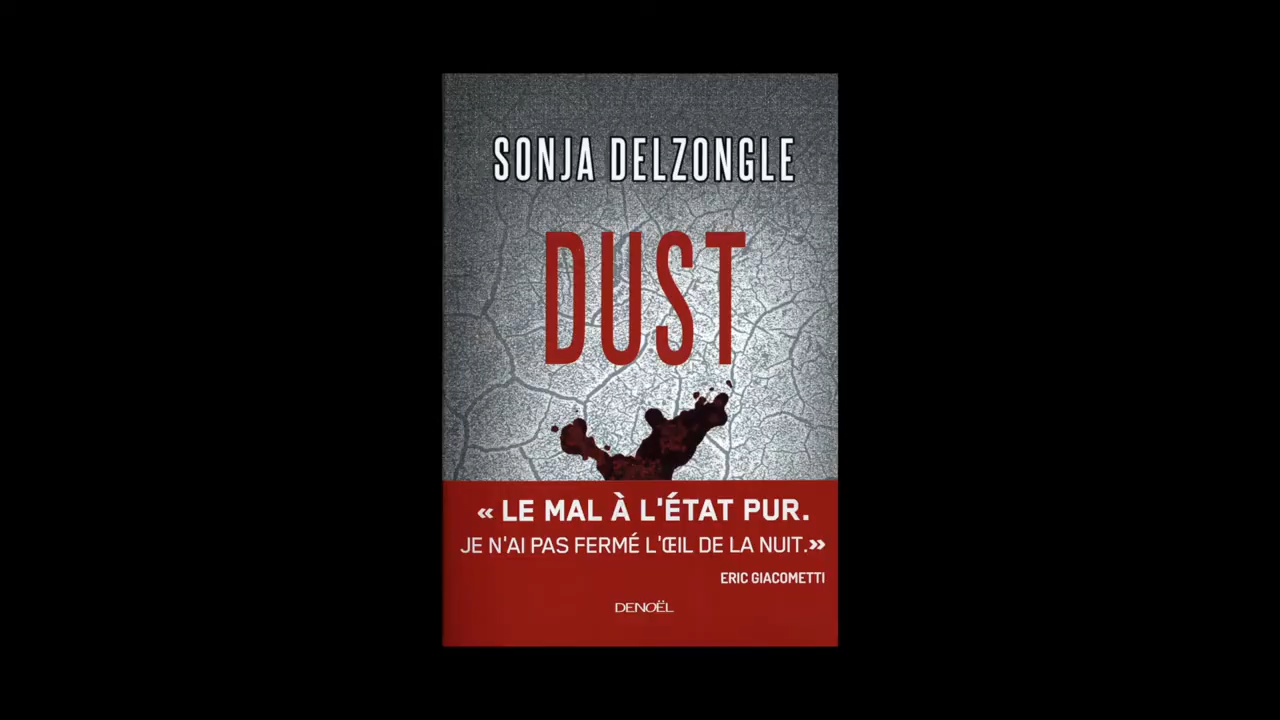 SONJA DELZONGLE
DUST
« LE MAL À L'ÉTAT PUR.
JE N'AI PAS FERMÉ L'ŒIL DE LA NUIT.»
ERIC GIACOMETTI
DENOËL